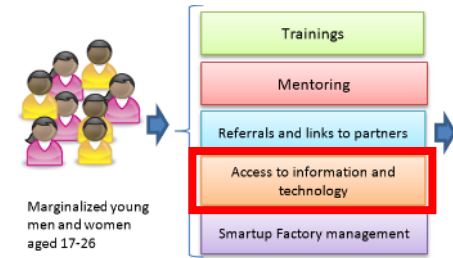 Trainings
Mentoring
Referrals and links to partners
Access to information and
technology
Smartup Factory management
Marginalized young
men and women
aged 17-26